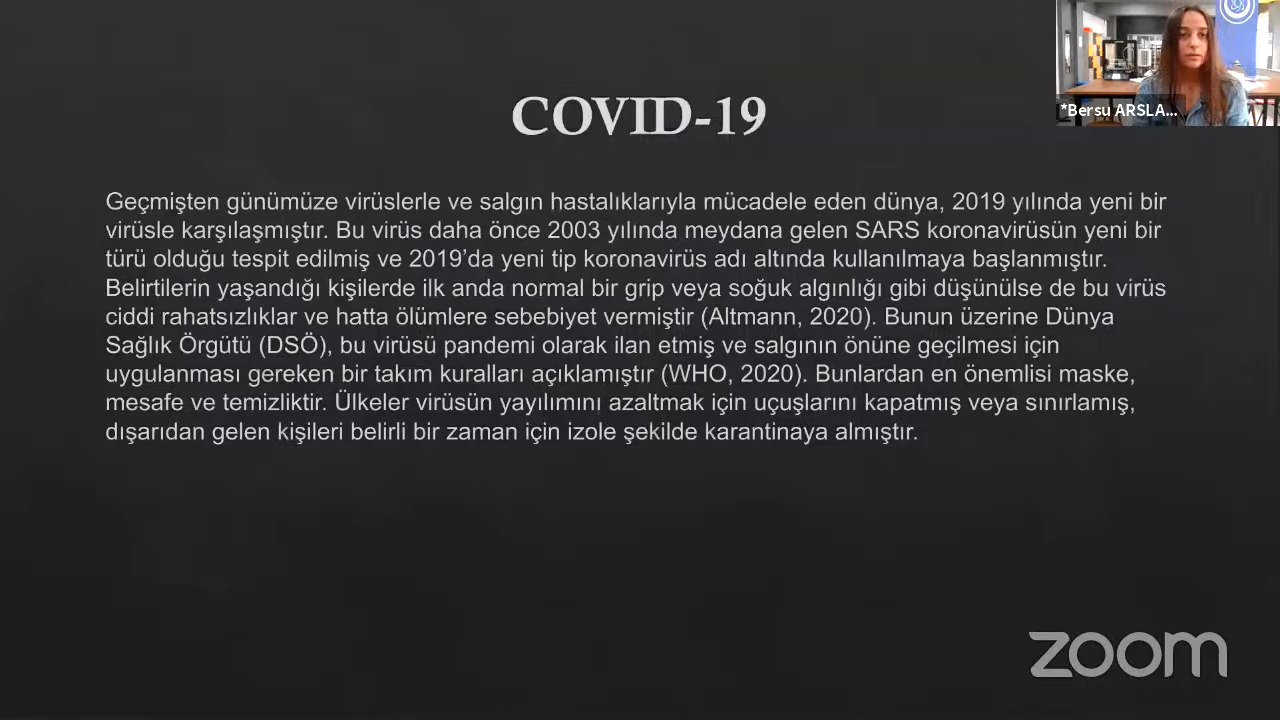 COVID-19
Geçmişten günümüze virüslerle ve salgın hastalıklarıyla mücadele eden dünya, 2019 yılında yeni bir
virüsle karşılaşmıştır. Bu virüs daha önce 2003 yılında meydana gelen SARS koronavirüsün yeni bir
türü olduğu tespit edilmiş ve 2019’da yeni tip koronavirüs adı altında kullanılmaya başlanmıştır.
Belirtilerin yaşandığı kişilerde ilk anda normal bir grip veya soğuk algınlığı gibi düşünülse de bu virüs
ciddi rahatsızlıklar ve hatta ölümlere sebebiyet vermiştir (Altmann, 2020). Bunun üzerine Dünya
Sağlık Örgütü (DSÖ), bu virüsü pandemi olarak ilan etmiş ve salgının önüne geçilmesi için
uygulanması gereken bir takım kuralları açıklamıştır (WHO, 2020). Bunlardan en önemlisi maske,
mesafe ve temizliktir. Ülkeler virüsün yayılımını azaltmak için uçuşlarını kapatmış veya sınırlamış,
dışarıdan gelen kişileri belirli bir zaman için izole şekilde karantinaya almıştır.
*Bersu ARSLA...
zoom